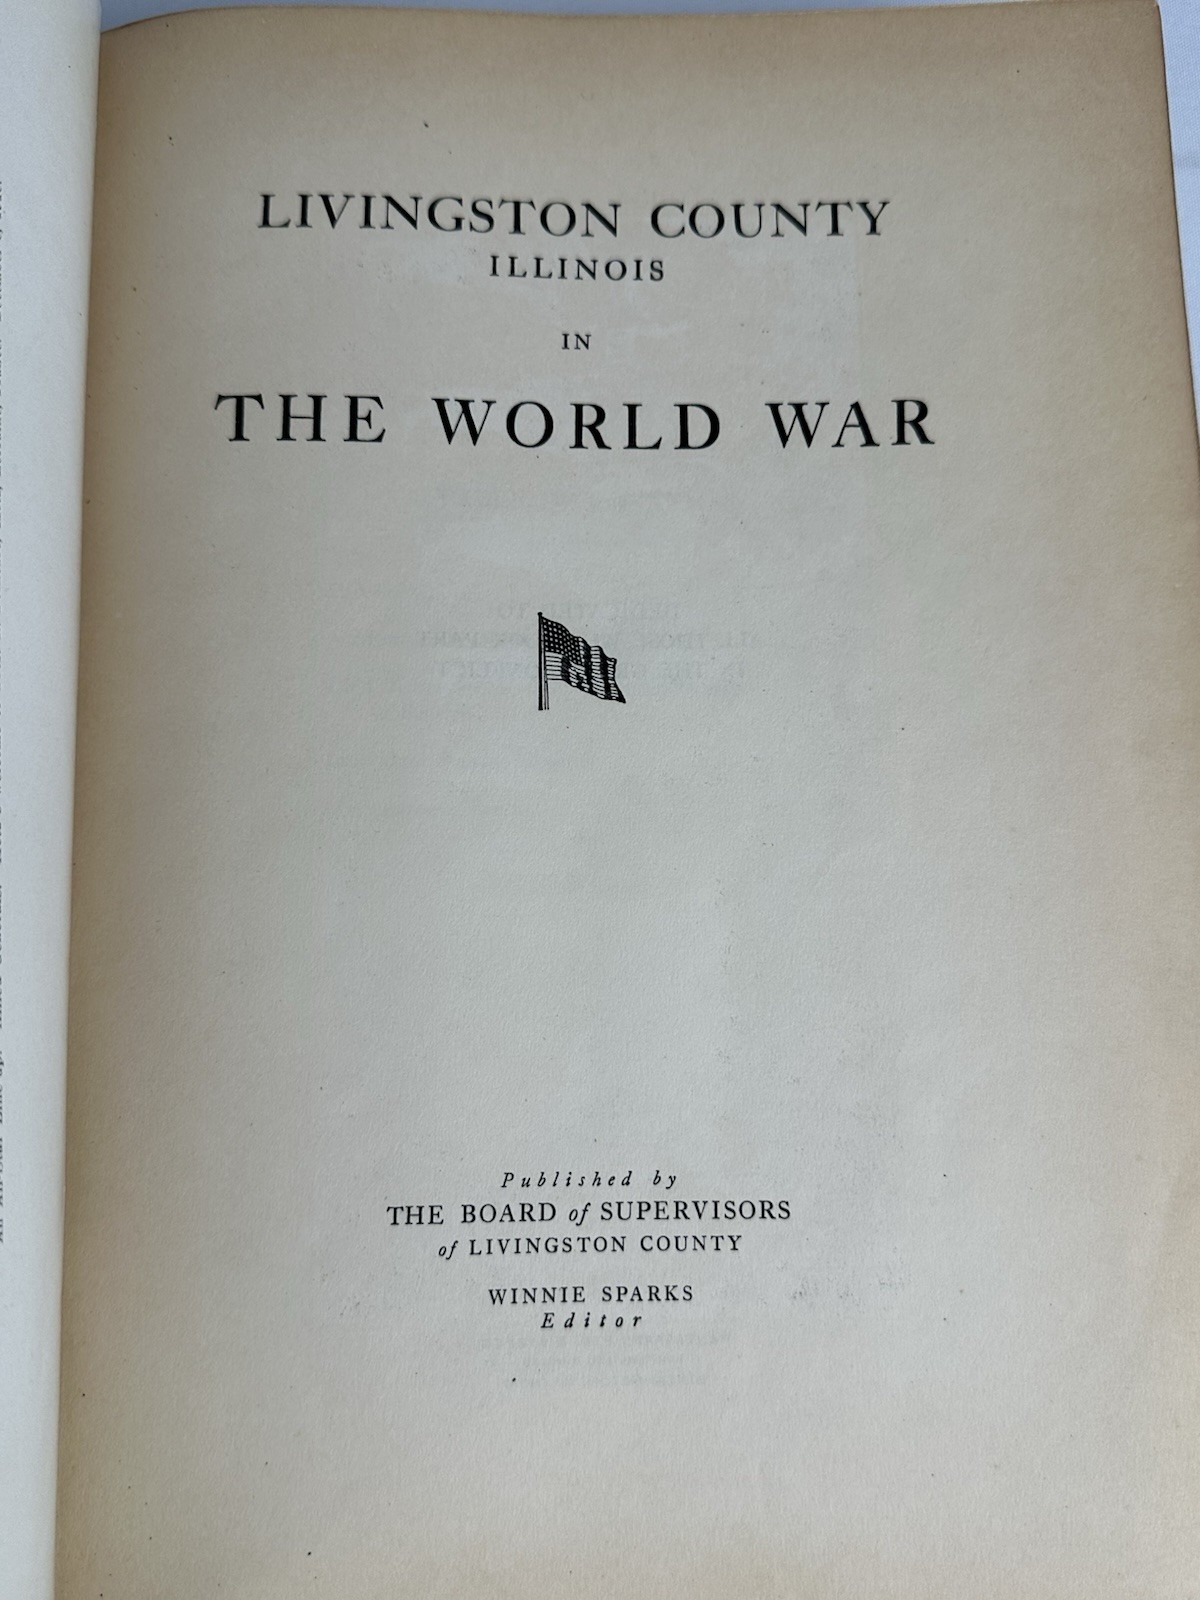 LIVINGSTON COUNTY
ILLINOIS
IN
THE WORLD WAR
Published by
THE BOARD of SUPERVISORS
of LIVINGSTON COUNTY
WINNIE SPARKS
Editor